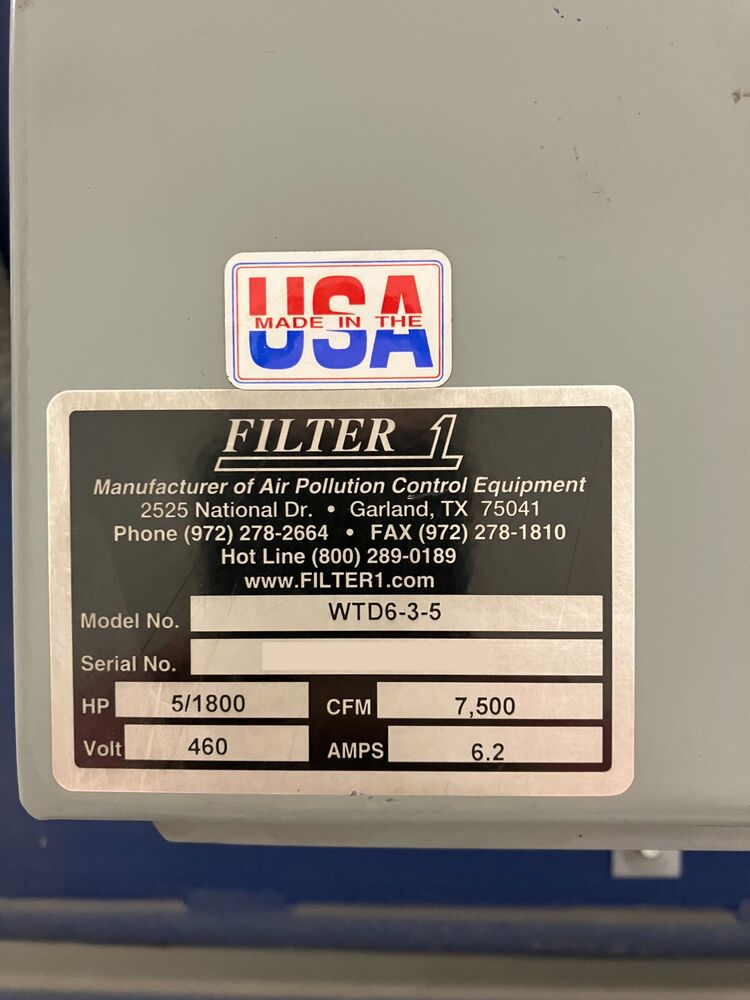 USA
MADE IN THE
FILTER 1
Manufacturer of Air Pollution Control Equipment
2525 National Dr. • Garland, TX 75041
Phone (972) 278-2664 • FAX (972) 278-1810
Hot Line (800) 289-0189
www.FILTER1.com
Model No. WTD6-3-5
Serial No.
HP 5/1800 CFM 7,500
Volt 460 AMPS 6.2